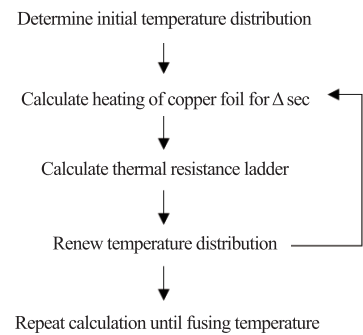 Determine initial temperature distribution
Calculate heating of copper foil for Δ sec
Calculate thermal resistance ladder
Renew temperature distribution
Repeat calculation until fusing temperature